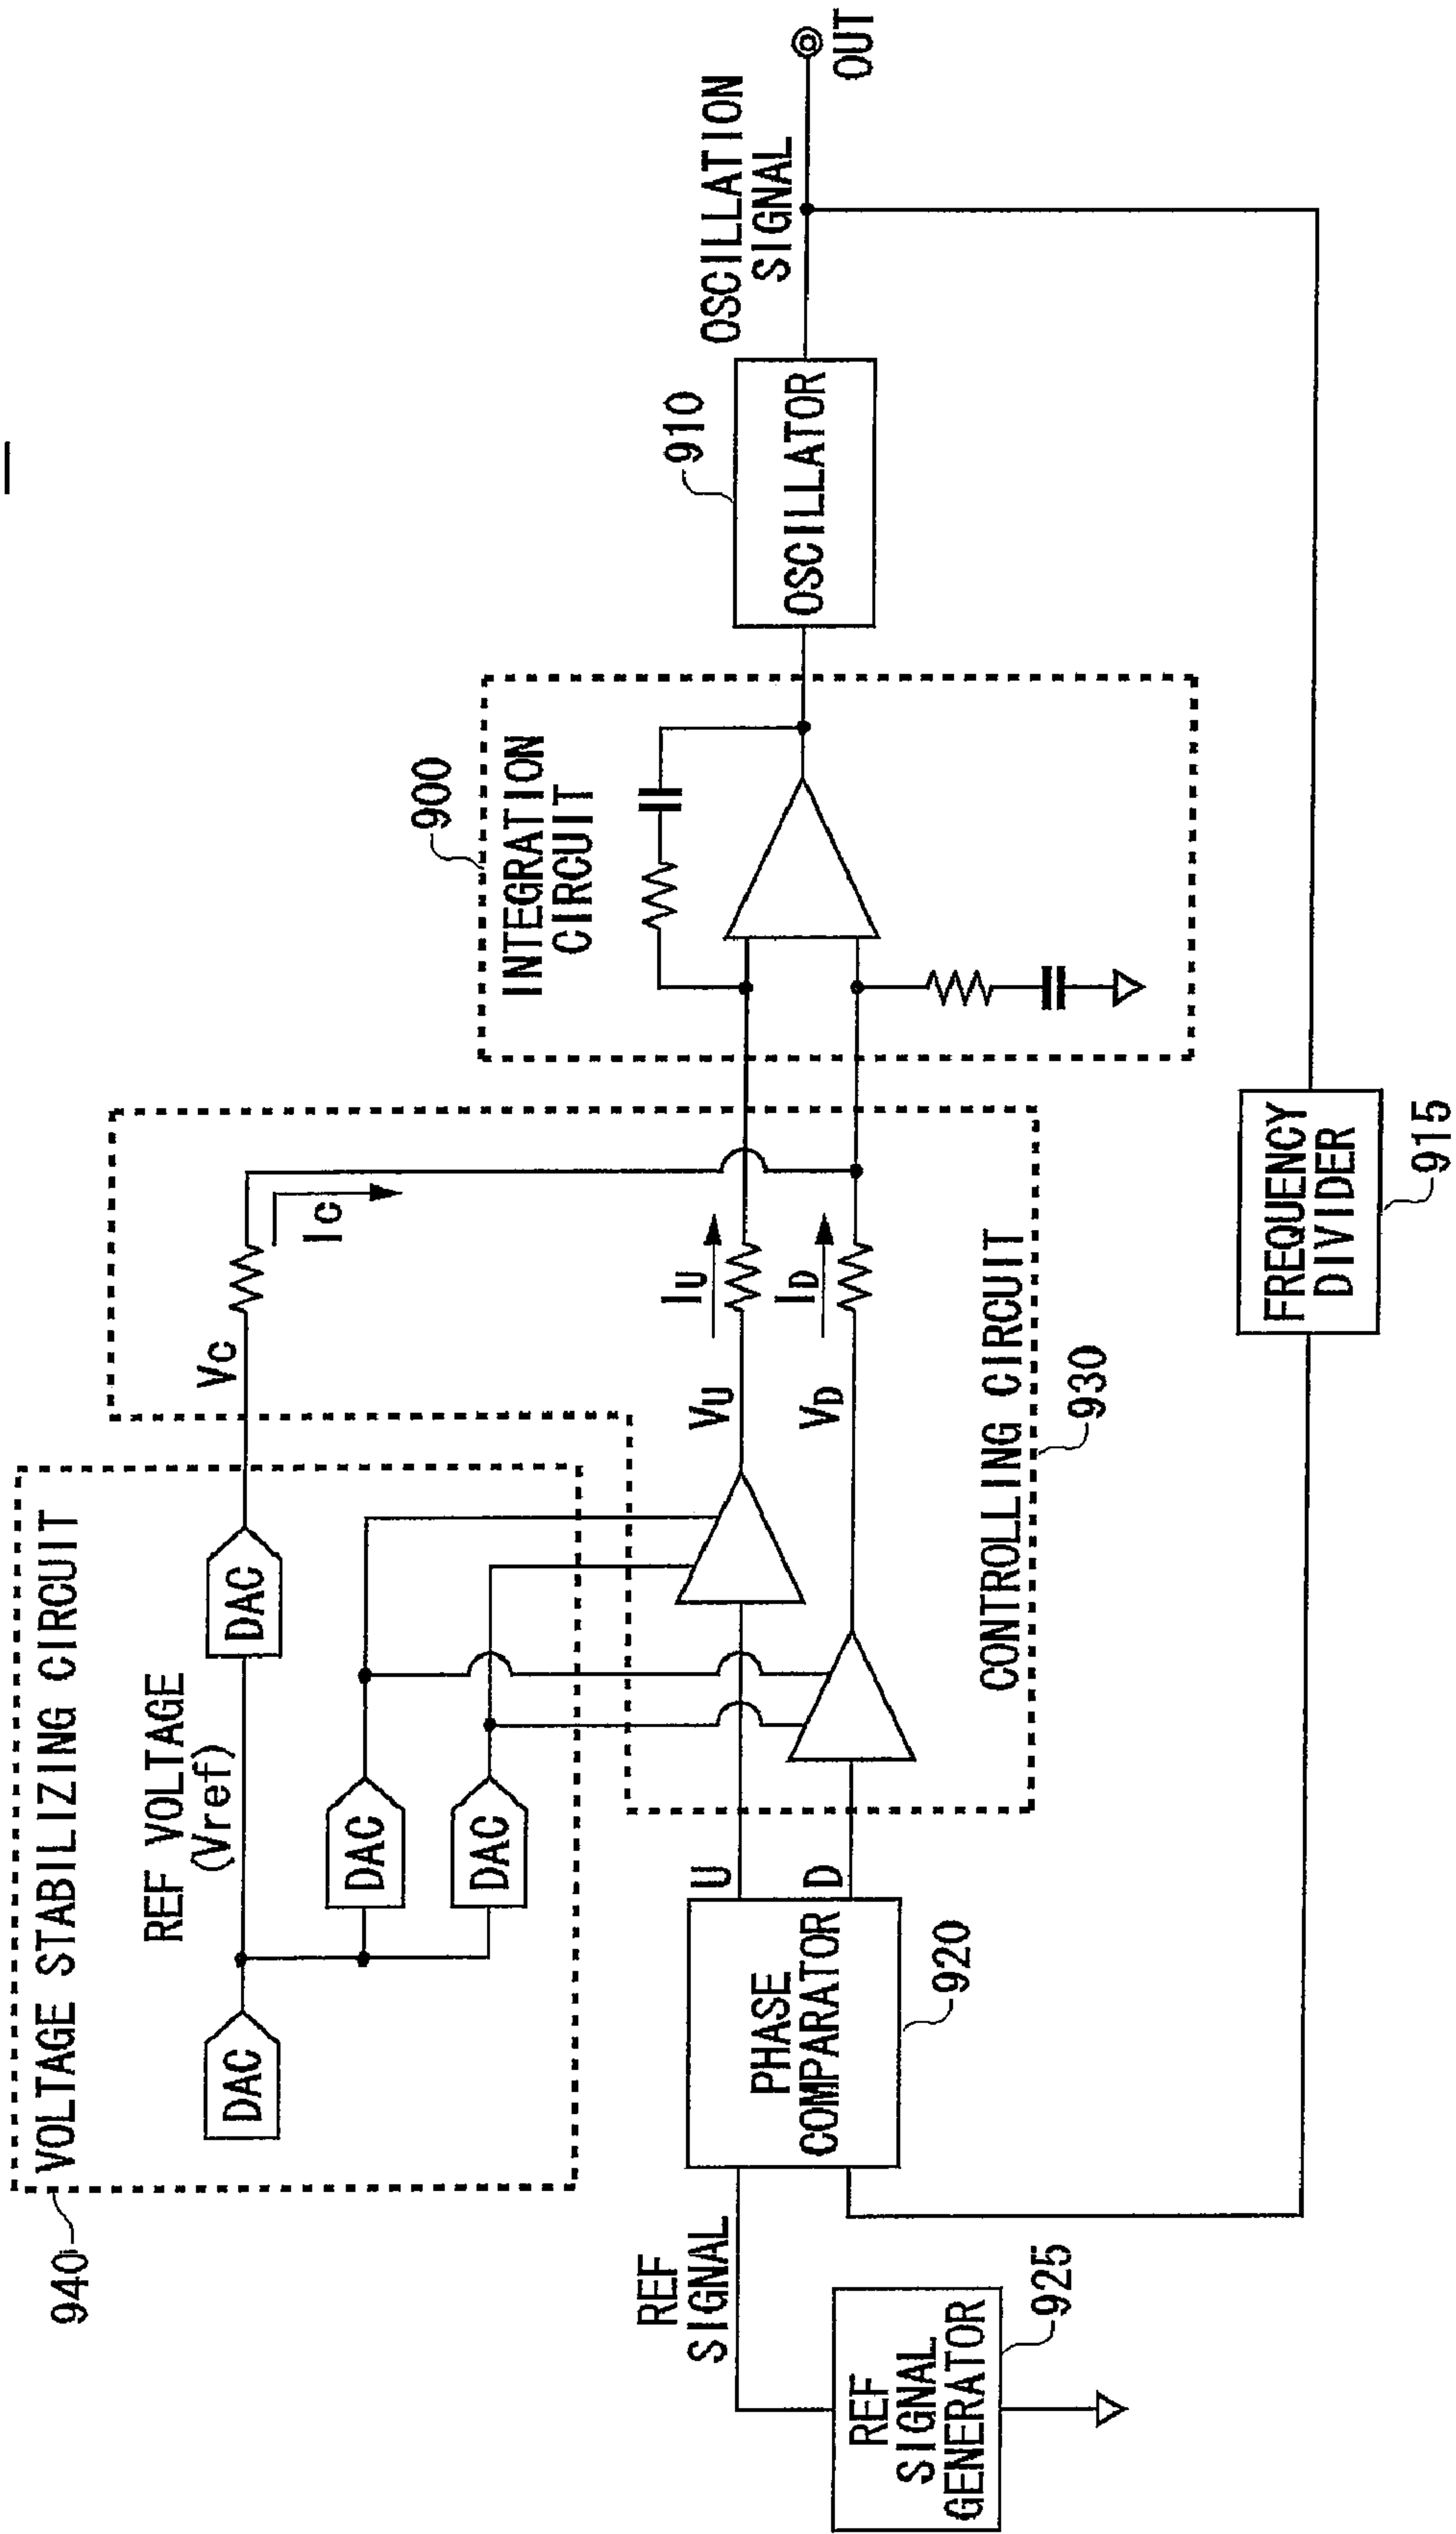 940
VOLTAGE STABILIZING CIRCUIT
DAC
REF VOLTAGE
(Vref)
DAC
DAC
DAC
VC
IC
900
INTEGRATION
CIRCUIT
910
OSCILLATOR
OSCILLATION
SIGNAL
OUT
REF
SIGNAL
REF
SIGNAL
GENERATOR
925
PHASE
COMPARATOR
920
U
D
VU
IU
VD
ID
CONTROLLING CIRCUIT
930
FREQUENCY
DIVIDER
915